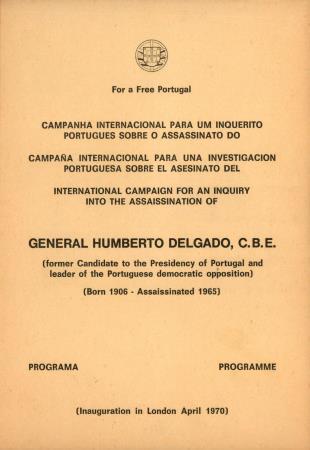 For a Free Portugal
CAMPANHA INTERNACIONAL PARA UM INQUERITO
PORTUGUES SOBRE O ASSASSINATO DO
CAMPAÑA INTERNACIONAL PARA UNA INVESTIGACION
PORTUGUESA SOBRE EL ASESINATO DEL
INTERNATIONAL CAMPAIGN FOR AN INQUIRY
INTO THE ASSAISSINATION OF
GENERAL HUMBERTO DELGADO, C.B.E.
(former Candidate to the Presidency of Portugal and
leader of the Portuguese democratic opposition)
(Born 1906 - Assaissinated 1965)
PROGRAMA PROGRAMME
(Inauguration in London April 1970)